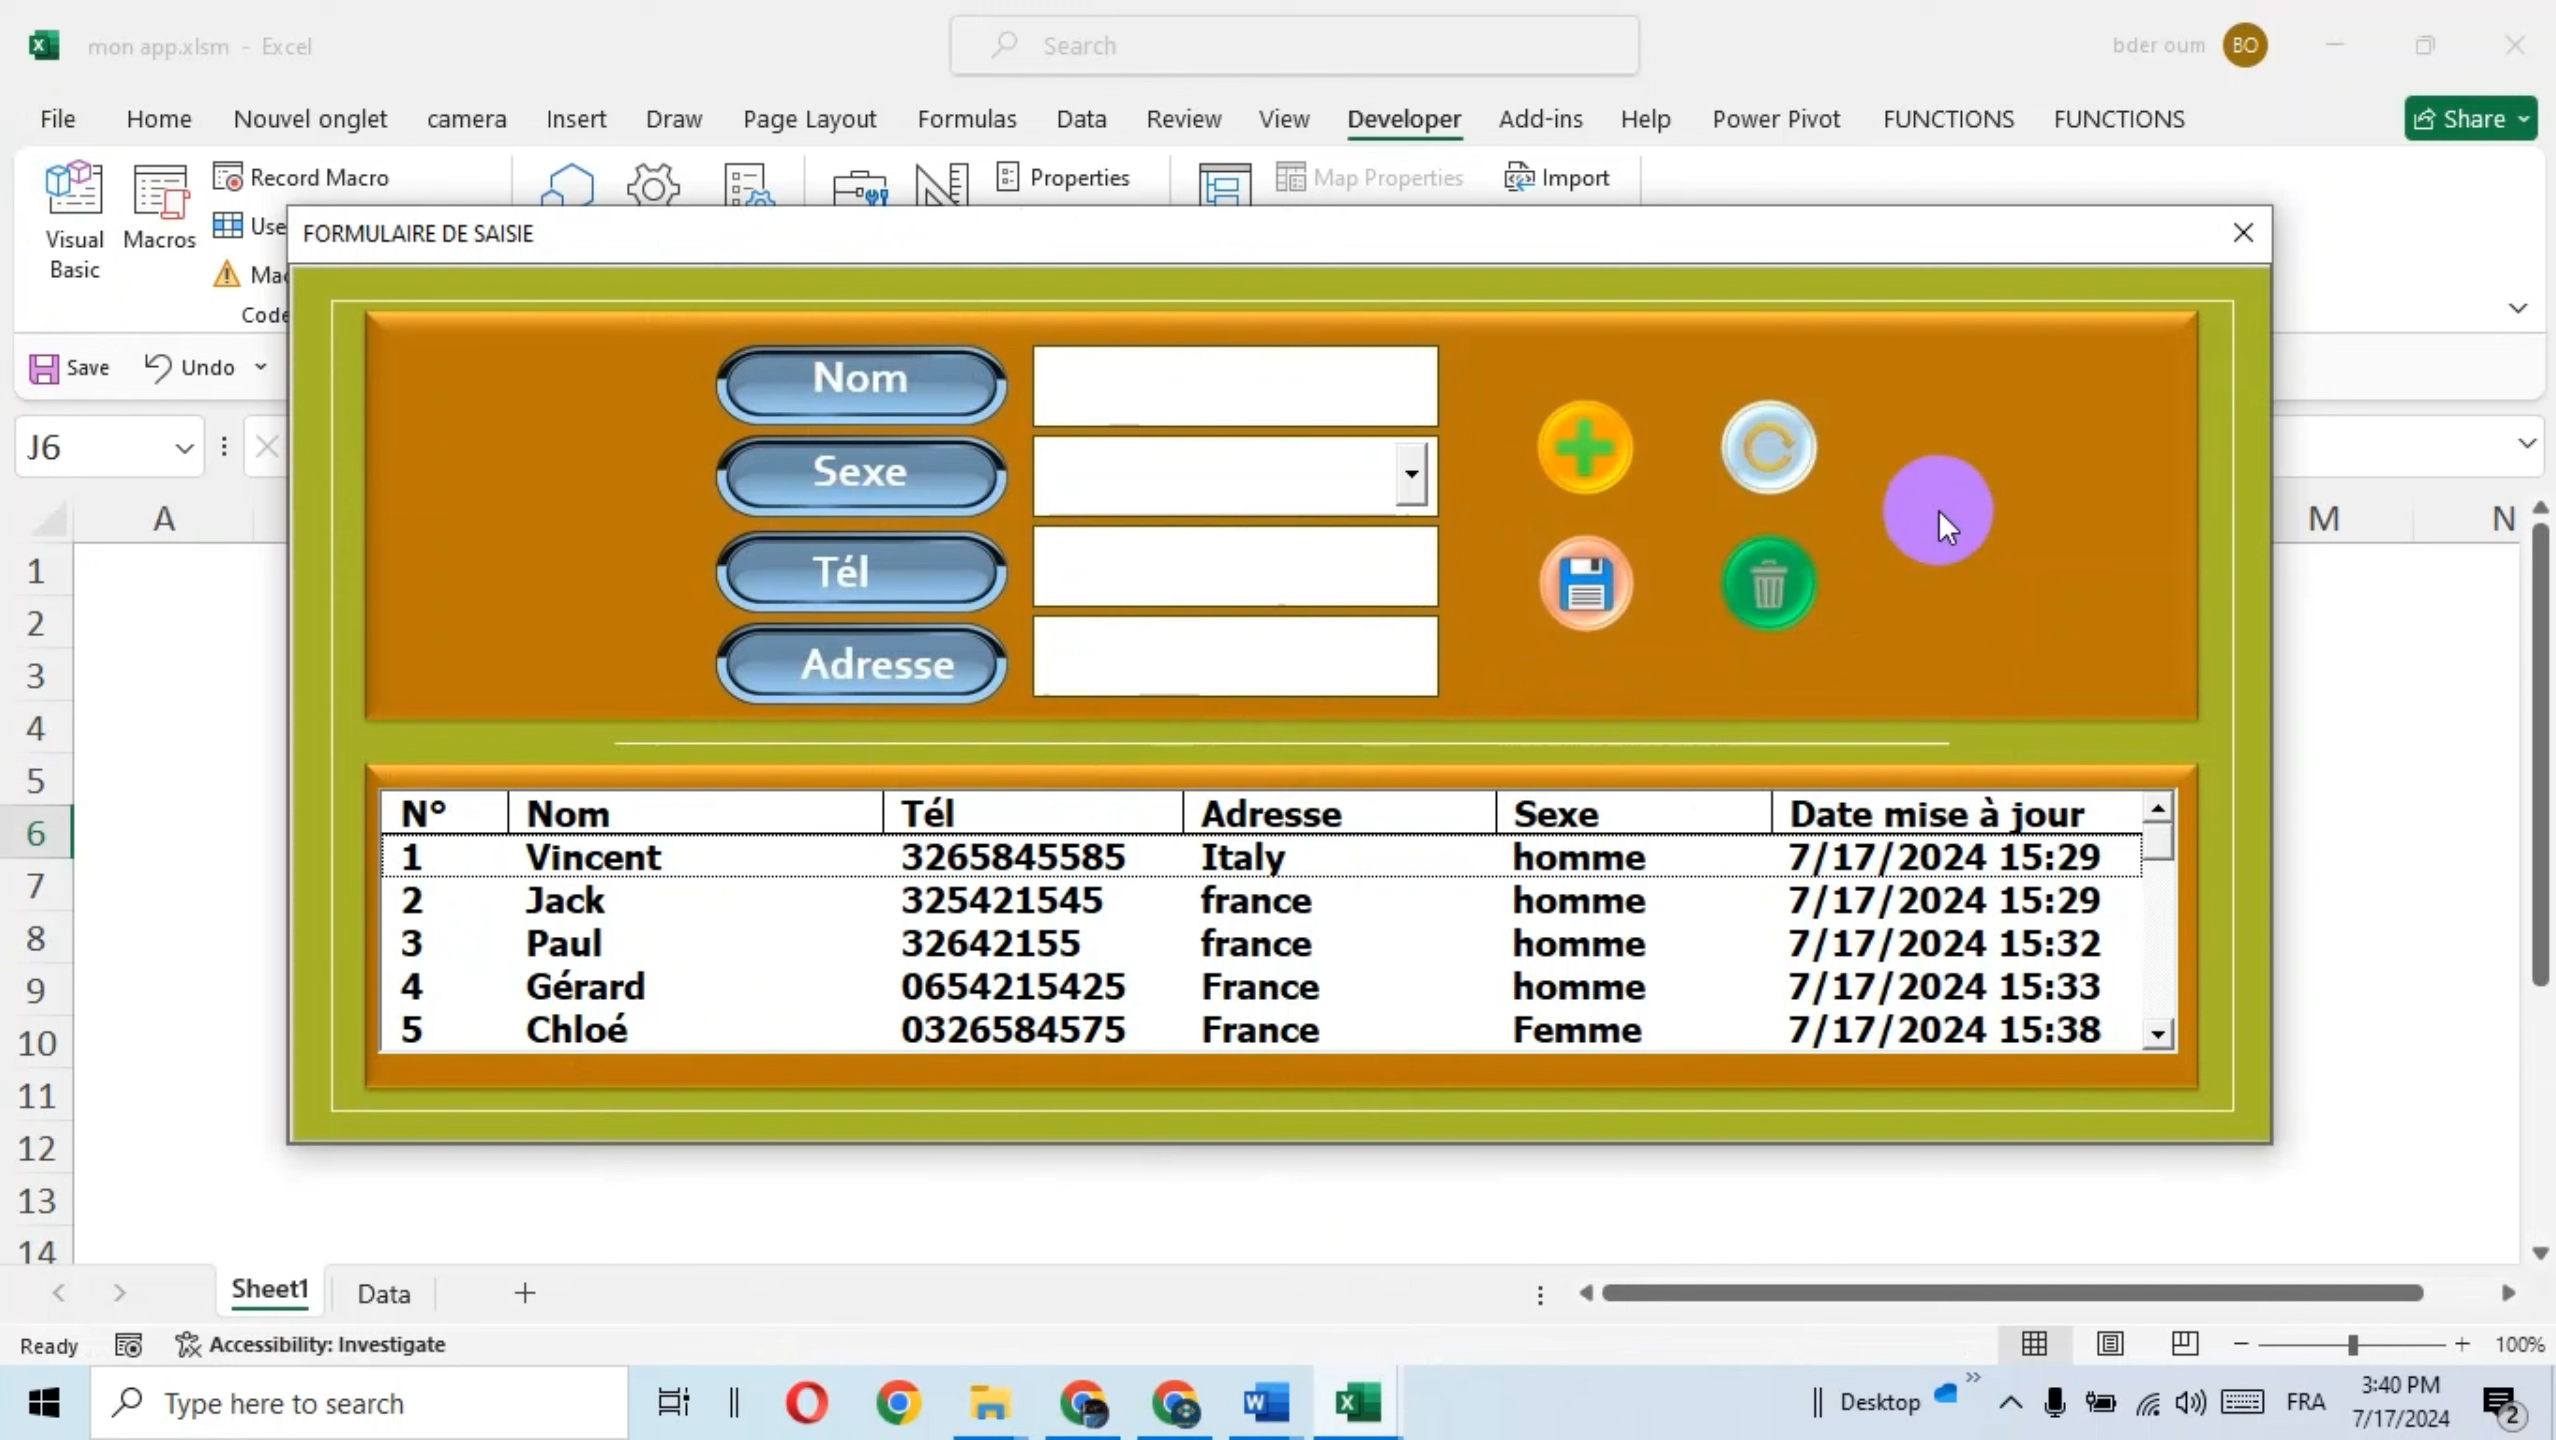 mon app.xlsm - Excel
Search
bder oum BO
File Home Nouvel onglet camera Insert Draw Page Layout Formulas Data Review View Developer Add-ins Help Power Pivot FUNCTIONS FUNCTIONS Share
Visual Basic
Macros
Record Macro
Use
Mac
Code
Properties
Map Properties
Import
Save Undo
J6
FORMULAIRE DE SAISIE
Nom
Sexe
Tél
Adresse
N° Nom Tél Adresse Sexe Date mise à jour
1 Vincent 3265845585 Italy homme 7/17/2024 15:29
2 Jack 325421545 france homme 7/17/2024 15:29
3 Paul 32642155 france homme 7/17/2024 15:32
4 Gérard 0654215425 France homme 7/17/2024 15:33
5 Chloé 0326584575 France Femme 7/17/2024 15:38
A M N
1
2
3
4
5
6
7
8
9
10
11
12
13
14
Sheet1 Data
Ready Accessibility: Investigate 100%
Type here to search
Desktop FRA 3:40 PM
7/17/2024 2